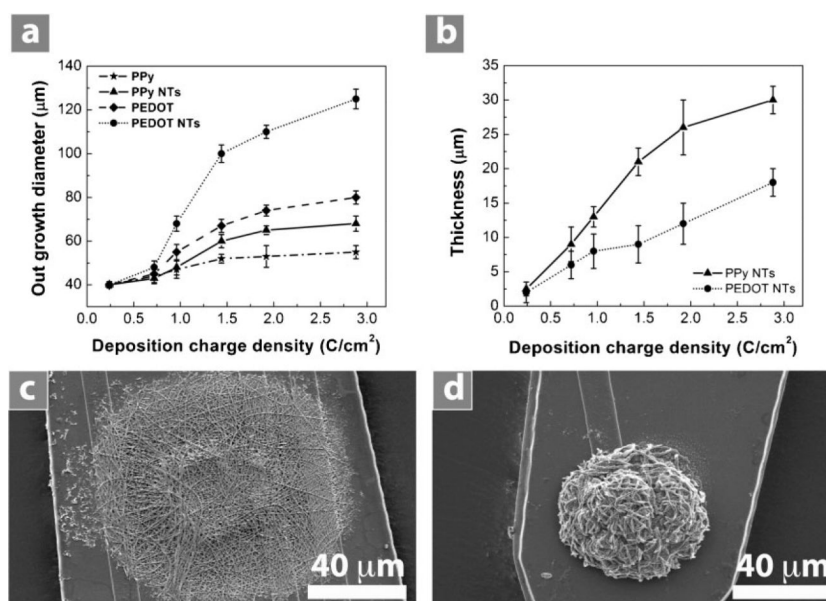 a
Out growth diameter (μm)
140
120
100
80
60
40
PPy
PPy NTs
PEDOT
PEDOT NTs
0.0 0.5 1.0 1.5 2.0 2.5 3.0
Deposition charge density (C/cm²)
b
Thickness (μm)
35
30
25
20
15
10
5
0
PPy NTs
PEDOT NTs
0.0 0.5 1.0 1.5 2.0 2.5 3.0
Deposition charge density (C/cm²)
c
40 μm
d
40 μm